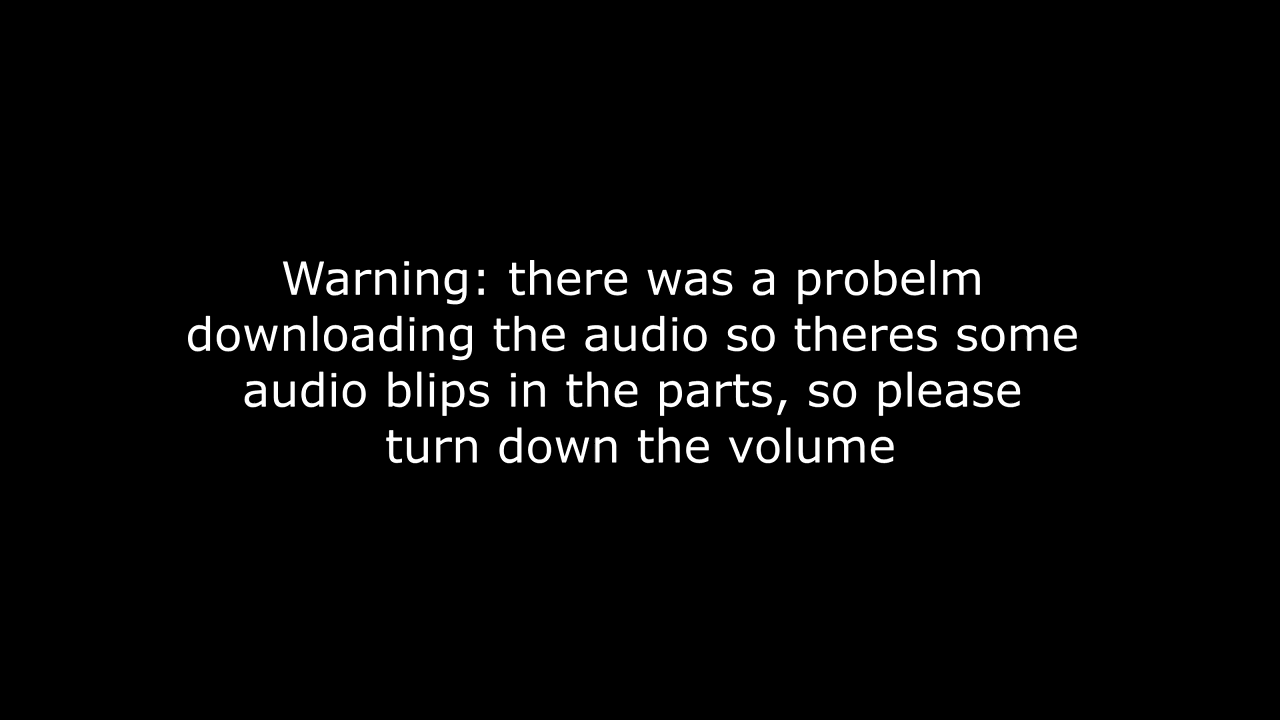 Warning: there was a probelm
downloading the audio so theres some
audio blips in the parts, so please
turn down the volume